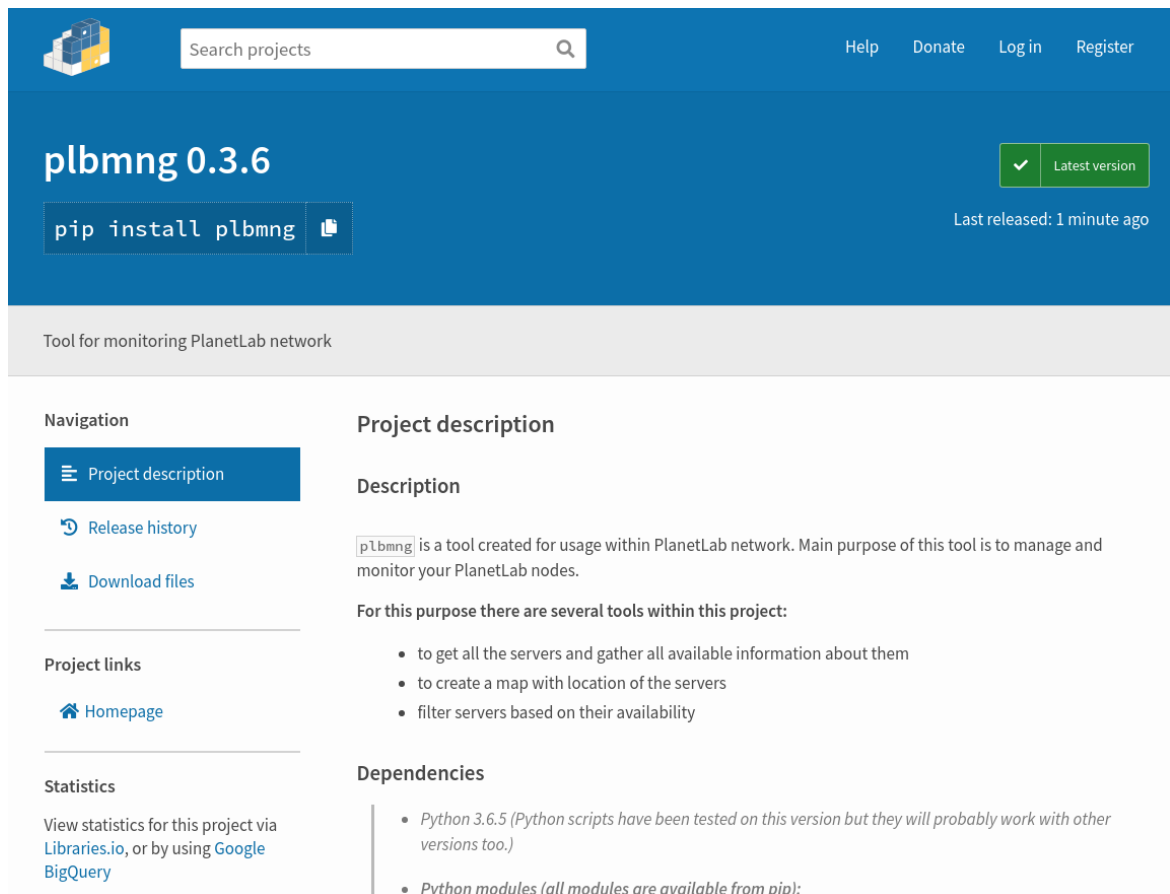 Search projects
Help
Donate
Log in
Register
plbmng 0.3.6
Latest version
pip install plbmng
Last released: 1 minute ago
Tool for monitoring PlanetLab network
Navigation
Project description
Release history
Download files
Project links
Homepage
Statistics
View statistics for this project via
Libraries.io, or by using Google
BigQuery
Project description
Description
plbmng is a tool created for usage within PlanetLab network. Main purpose of this tool is to manage and
monitor your PlanetLab nodes.
For this purpose there are several tools within this project:
• to get all the servers and gather all available information about them
• to create a map with location of the servers
• filter servers based on their availability
Dependencies
• Python 3.6.5 (Python scripts have been tested on this version but they will probably work with other
versions too.)
• Python modules (all modules are available from pip):